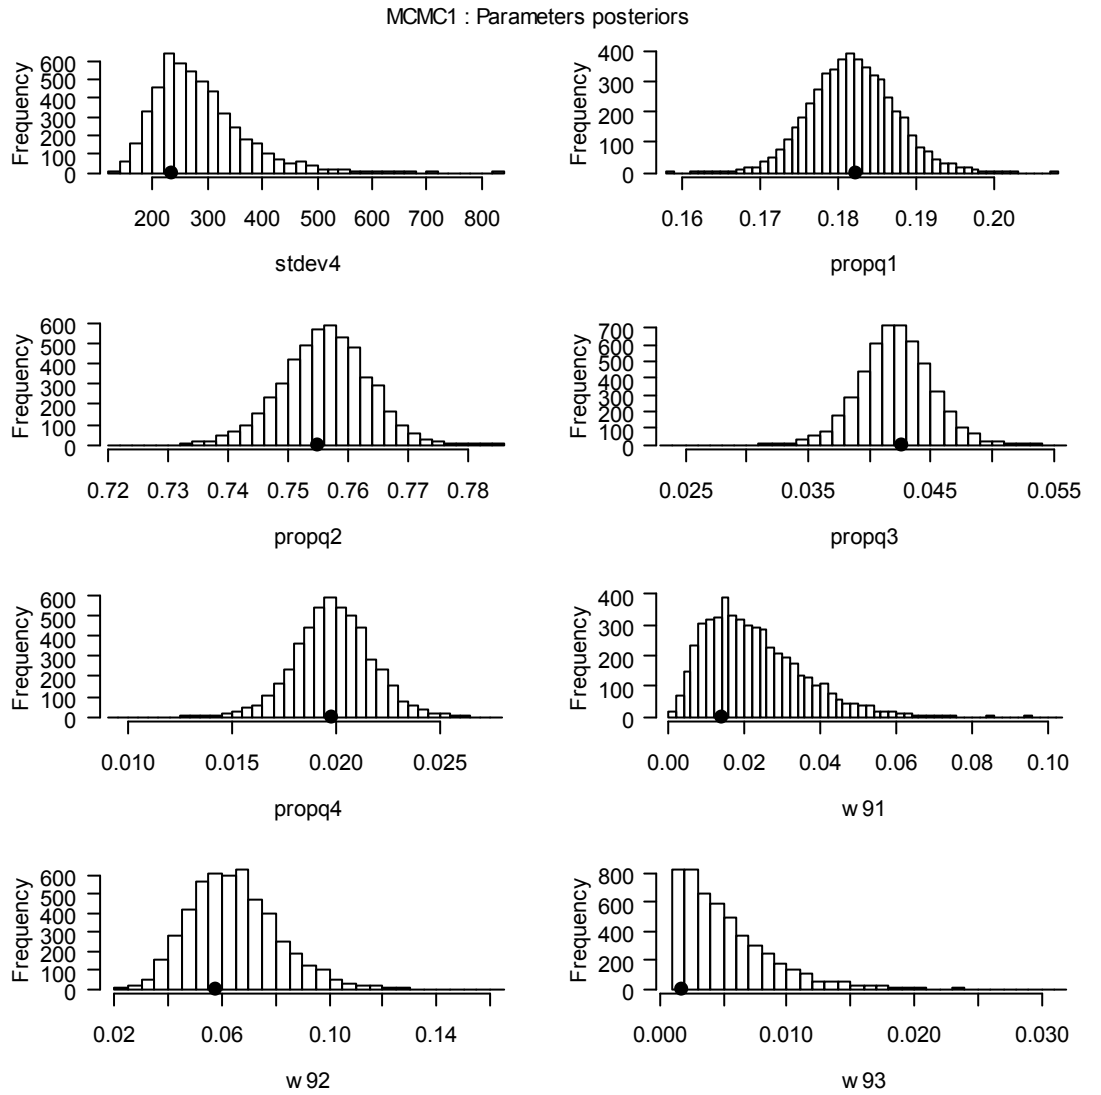 MCMC1 : Parameters posteriors
Frequency
0 100 200 300 400 500 600
200 300 400 500 600 700 800
stdev4
Frequency
0 100 200 300 400
0.16 0.17 0.18 0.19 0.20
propq1
Frequency
0 100 200 300 400 500 600
0.72 0.73 0.74 0.75 0.76 0.77 0.78
propq2
Frequency
0 100 200 300 400 500 600 700
0.025 0.035 0.045 0.055
propq3
Frequency
0 100 200 300 400 500 600
0.010 0.015 0.020 0.025
propq4
Frequency
0 100 200 300 400
0.00 0.02 0.04 0.06 0.08 0.10
w91
Frequency
0 100 200 300 400 500 600
0.02 0.06 0.10 0.14
w92
Frequency
0 200 400 600 800
0.000 0.010 0.020 0.030
w93